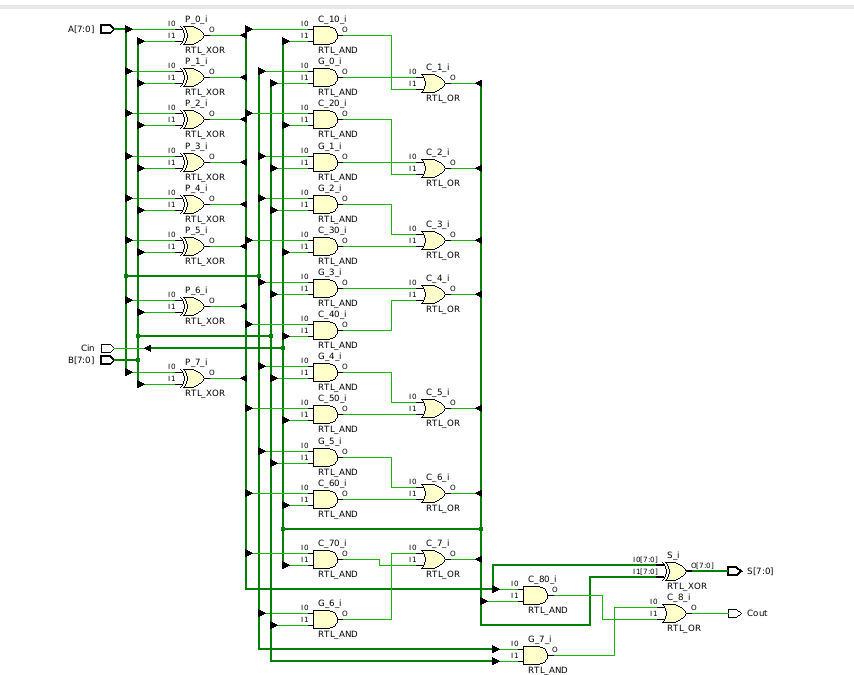 A[7:0]
Cin
B[7:0]
I0 P_0_i O
I1
RTL_XOR
I0 P_1_i O
I1
RTL_XOR
I0 P_2_i O
I1
RTL_XOR
I0 P_3_i O
I1
RTL_XOR
I0 P_4_i O
I1
RTL_XOR
I0 P_5_i O
I1
RTL_XOR
I0 P_6_i O
I1
RTL_XOR
I0 P_7_i O
I1
RTL_XOR
I0 C_10_i O
I1
RTL_AND
I0 G_0_i O
I1
RTL_AND
I0 C_20_i O
I1
RTL_AND
I0 G_1_i O
I1
RTL_AND
I0 G_2_i O
I1
RTL_AND
I0 C_30_i O
I1
RTL_AND
I0 G_3_i O
I1
RTL_AND
I0 C_40_i O
I1
RTL_AND
I0 G_4_i O
I1
RTL_AND
I0 C_50_i O
I1
RTL_AND
I0 G_5_i O
I1
RTL_AND
I0 C_60_i O
I1
RTL_AND
I0 C_70_i O
I1
RTL_AND
I0 G_6_i O
I1
RTL_AND
I0 C_1_i O
I1
RTL_OR
I0 C_2_i O
I1
RTL_OR
I0 C_3_i O
I1
RTL_OR
I0 C_4_i O
I1
RTL_OR
I0 C_5_i O
I1
RTL_OR
I0 C_6_i O
I1
RTL_OR
I0 C_7_i O
I1
RTL_OR
I0 C_80_i O
I1
RTL_AND
I0 G_7_i O
I1
RTL_AND
S_i
I0[7:0] O[7:0]
I1[7:0]
RTL_XOR
I0 C_8_i O
I1
RTL_OR
S[7:0]
Cout